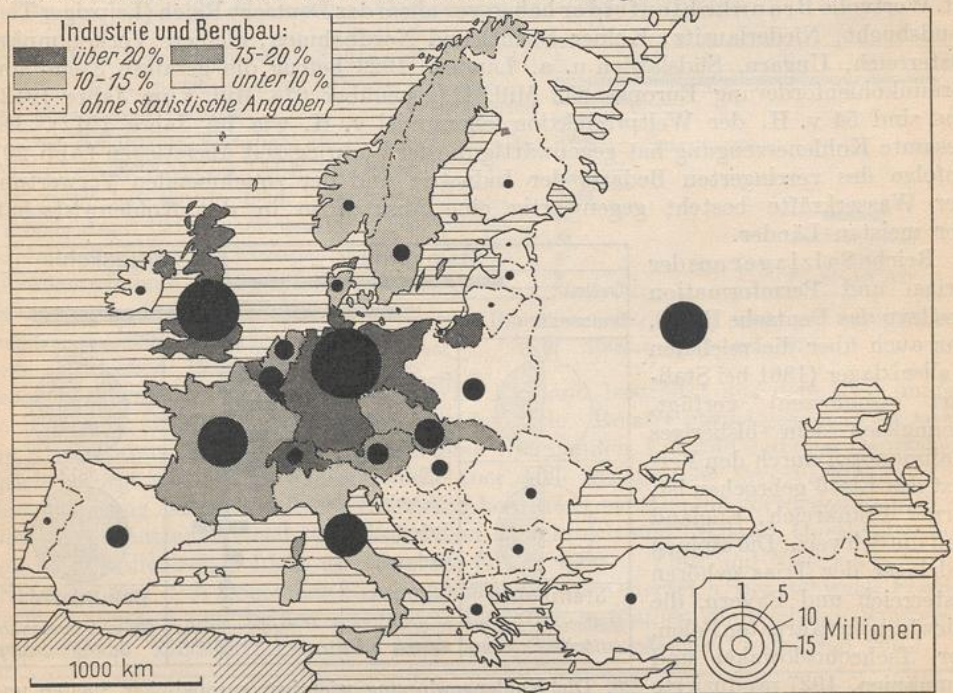 Industrie und Bergbau:
über 20% 15-20%
10-15% unter 10%
ohne statistische Angaben
1000 km
1 5
10
15
Millionen